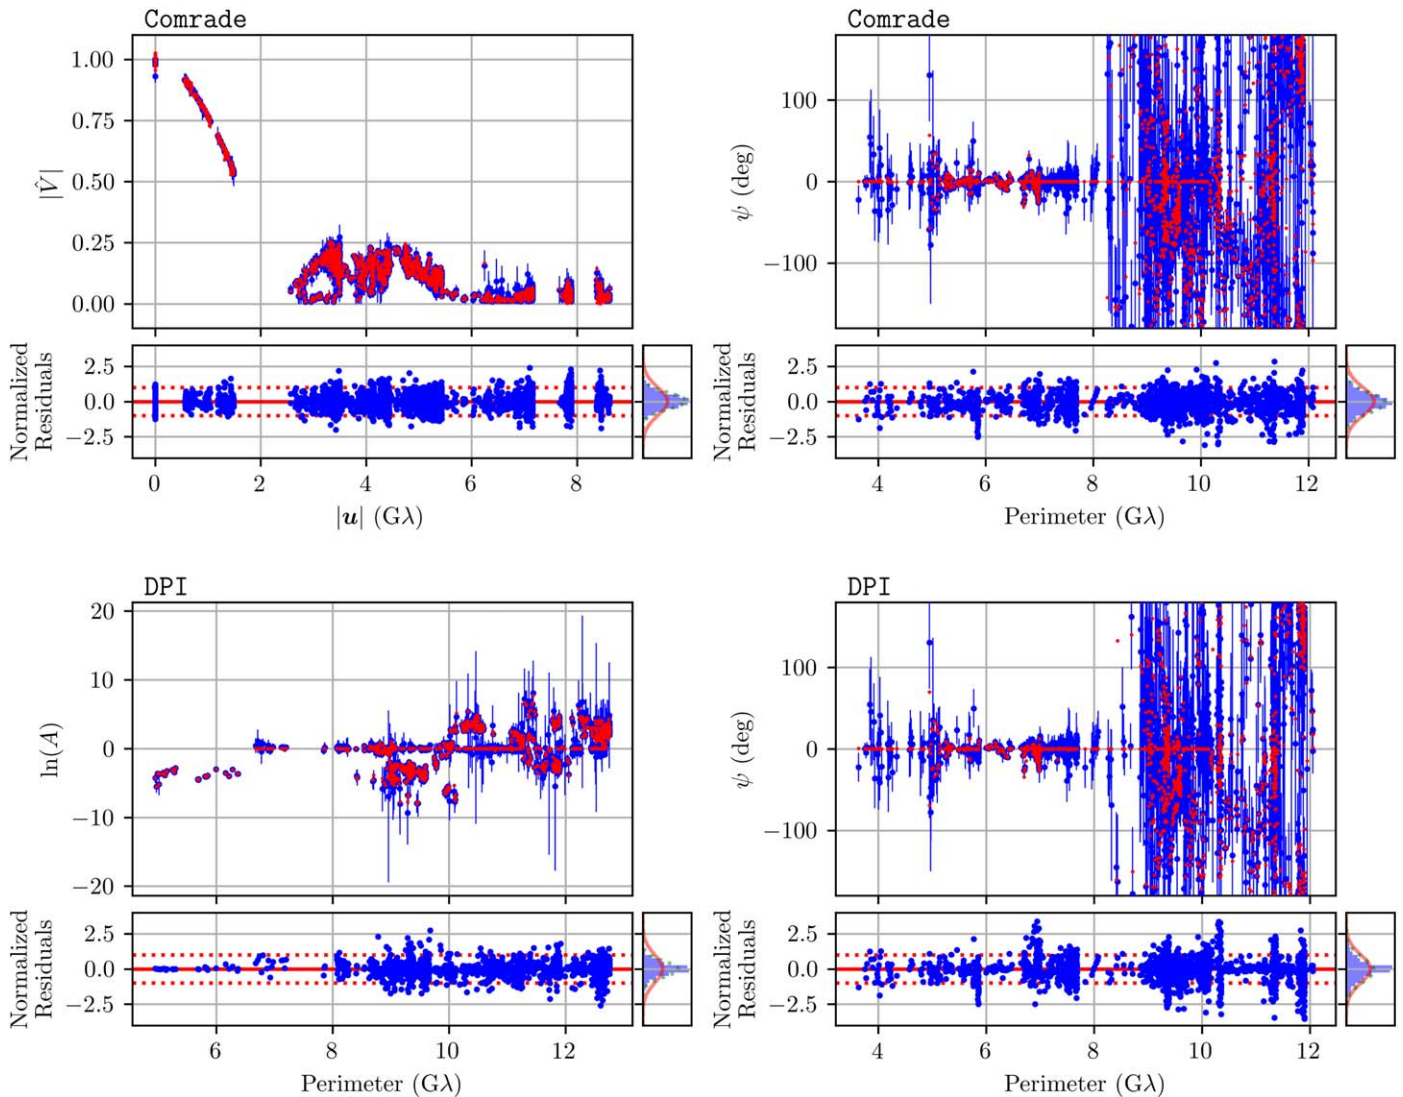 Comrade
1.00
0.75
0.50
0.25
0.00
|V̂|
2.5
0.0
−2.5
Normalized
Residuals
0 2 4 6 8
|u| (Gλ)
Comrade
100
0
−100
ψ (deg)
2.5
0.0
−2.5
Normalized
Residuals
4 6 8 10 12
Perimeter (Gλ)
DPI
20
10
0
−10
−20
ln(A)
2.5
0.0
−2.5
Normalized
Residuals
6 8 10 12
Perimeter (Gλ)
DPI
100
0
−100
ψ (deg)
2.5
0.0
−2.5
Normalized
Residuals
4 6 8 10 12
Perimeter (Gλ)